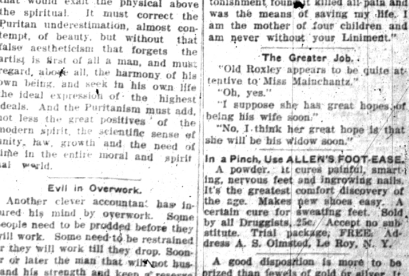 that would exalt the physical above
the spiritual. It must correct the
Puritan understimation, almost con-
tempt, of beauty, but without that
false aestheticism that forgets the
artist is first of all a man, and must
regard, above all, the harmony of his
own being, and seek in his own life
the ideal expression of the highest
ideals. And the Puritanism must add,
not less the great positives of the
modern spirit, the scientific sense of
unity, law, growth and the need of
time in the entire moral and spirit
ual world.
Evil in Overwork.
Another clever accountant has in-
jured his mind by overwork. Some
people need to be prodded before they
will work. Some need to be restrained
or they will work till they drop. Soon-
er or later the man that will not hus-
band his strength and keep a reserve
tonishment found it killed all pain and
was the means of saving my life. I
am the mother of four children and
am never without your Liniment."
The Greater Job.
"Old Roxley appears to be quite at-
tentive to Miss Mainchantz."
"Oh, yes."
"I suppose she has great hopes of
being his wife soon."
"No, I think her great hope is that
she will be his widow soon."
In a Pinch, Use ALLEN'S FOOT-EASE.
A powder. It cures painful, smart-
ing, nervous feet and ingrowing nails.
It's the greatest comfort discovery of
the age. Makes new shoes easy. A
certain cure for sweating feet. Sold
by all Druggists, 25c. Accept no sub-
stitute. Trial package, FREE. Ad-
dress A. S. Olmsted, Le Roy, N. Y.
A good disposition is more to be
prized than fewels of gold or silver. It